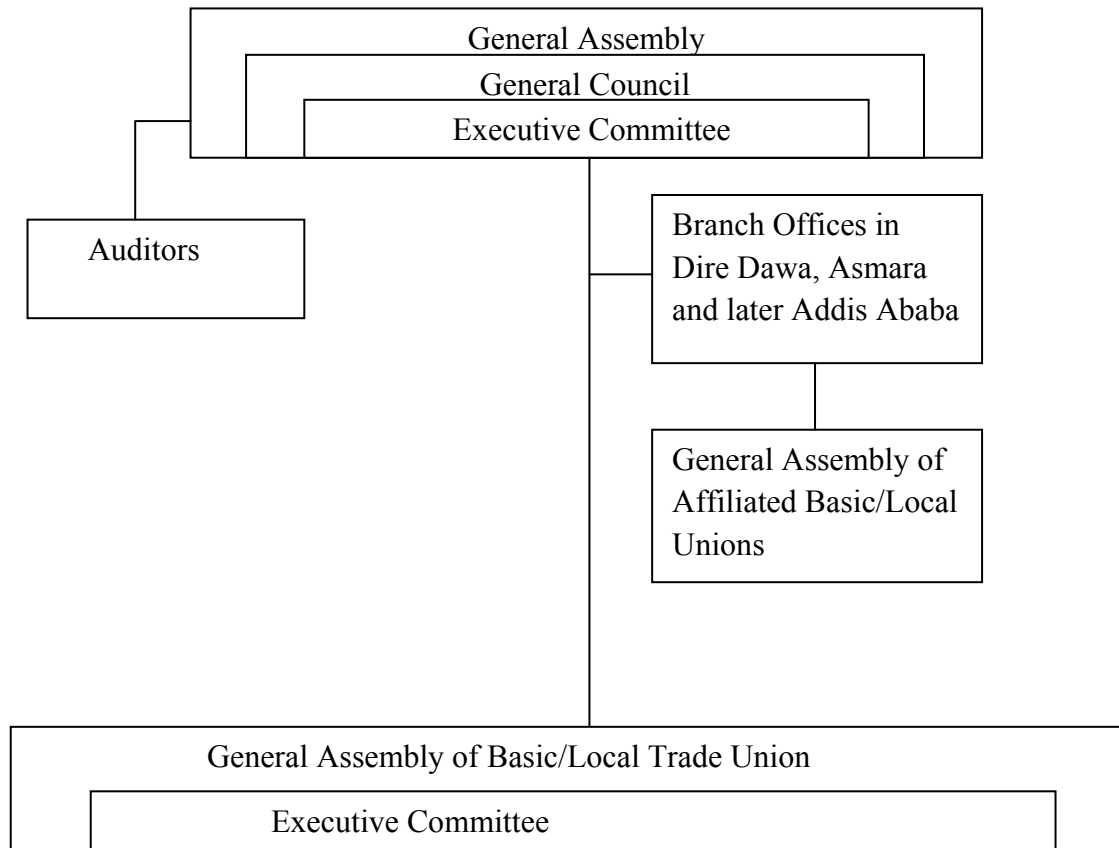 General Assembly
General Council
Executive Committee
Auditors
Branch Offices in
Dire Dawa, Asmara
and later Addis Ababa
General Assembly of
Affiliated Basic/Local
Unions
General Assembly of Basic/Local Trade Union
Executive Committee